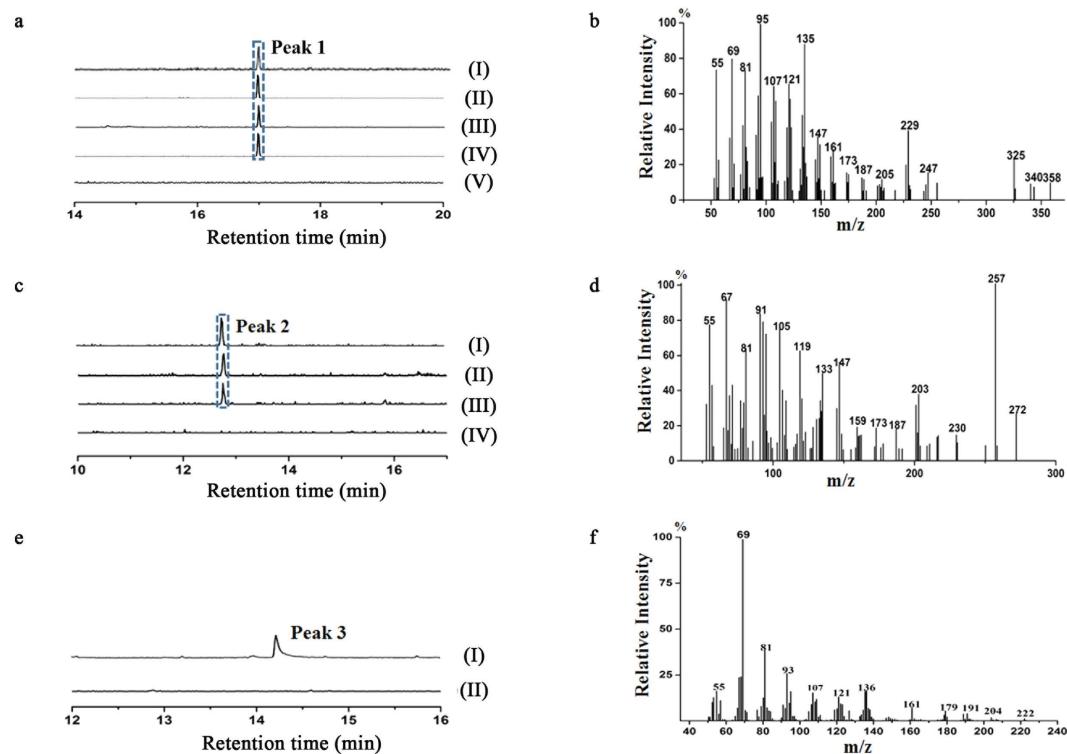 a
Peak 1
(I)
(II)
(III)
(IV)
(V)
14 16 18 20
Retention time (min)
b
%
100
80
60
40
20
0
Relative Intensity
55 69 81 95 107 121 135 147 161 173 187 205 229 247 325 340 358
50 100 150 200 250 300 350
m/z
c
Peak 2
(I)
(II)
(III)
(IV)
10 12 14 16
Retention time (min)
d
%
100
80
60
40
20
0
Relative Intensity
55 67 81 91 105 119 133 147 159 173 187 203 230 257 272
100 200 300
m/z
e
Peak 3
(I)
(II)
12 13 14 15 16
Retention time (min)
f
%
100
75
50
25
Relative Intensity
55 69 81 93 107 121 136 161 179 191 204 222
40 60 80 100 120 140 160 180 200 220 240
m/z